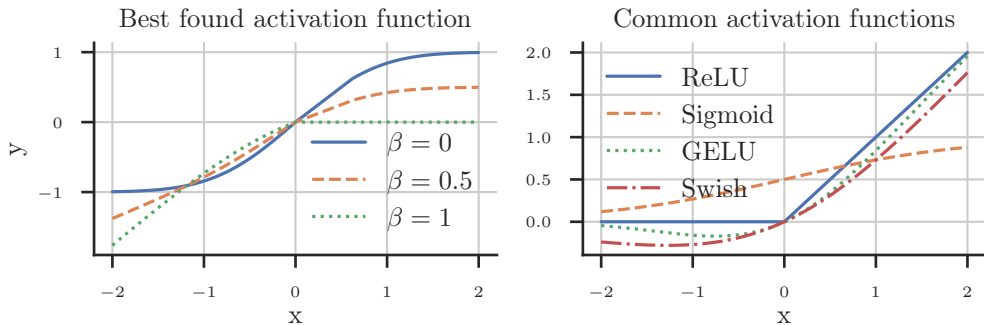 Best found activation function
1
0
−1
y
β = 0
β = 0.5
β = 1
−2 −1 0 1 2
x
Common activation functions
2.0
1.5
1.0
0.5
0.0
ReLU
Sigmoid
GELU
Swish
−2 −1 0 1 2
x